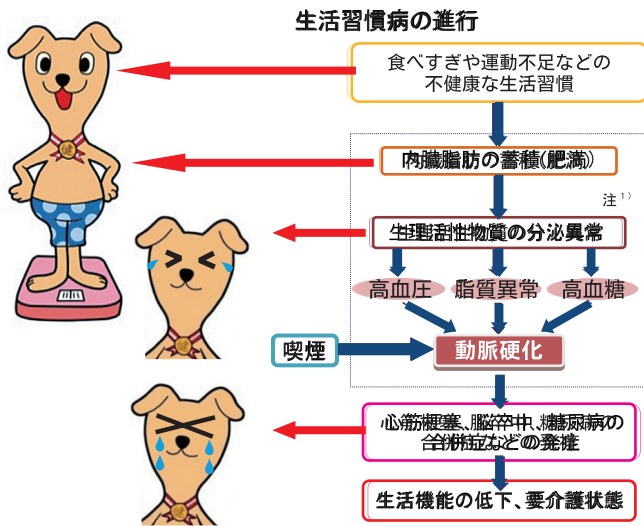 生活習慣病の進行
食べすぎや運動不足などの
不健康な生活習慣
内臓脂肪の蓄積(肥満)
注1)
生理活性物質の分泌異常
高血圧
脂質異常
高血糖
喫煙
動脈硬化
心筋梗塞、脳卒中、糖尿病の
合併症などの発症
生活機能の低下、要介護状態
健